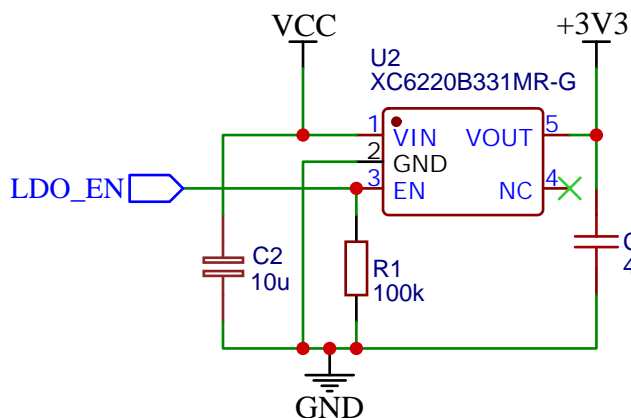 VCC
+3V3
U2
XC6220B331MR-G
1
VIN
VOUT
5
2
GND
LDO_EN
3
EN
NC
4
C2
10u
R1
100k
C
4
GND